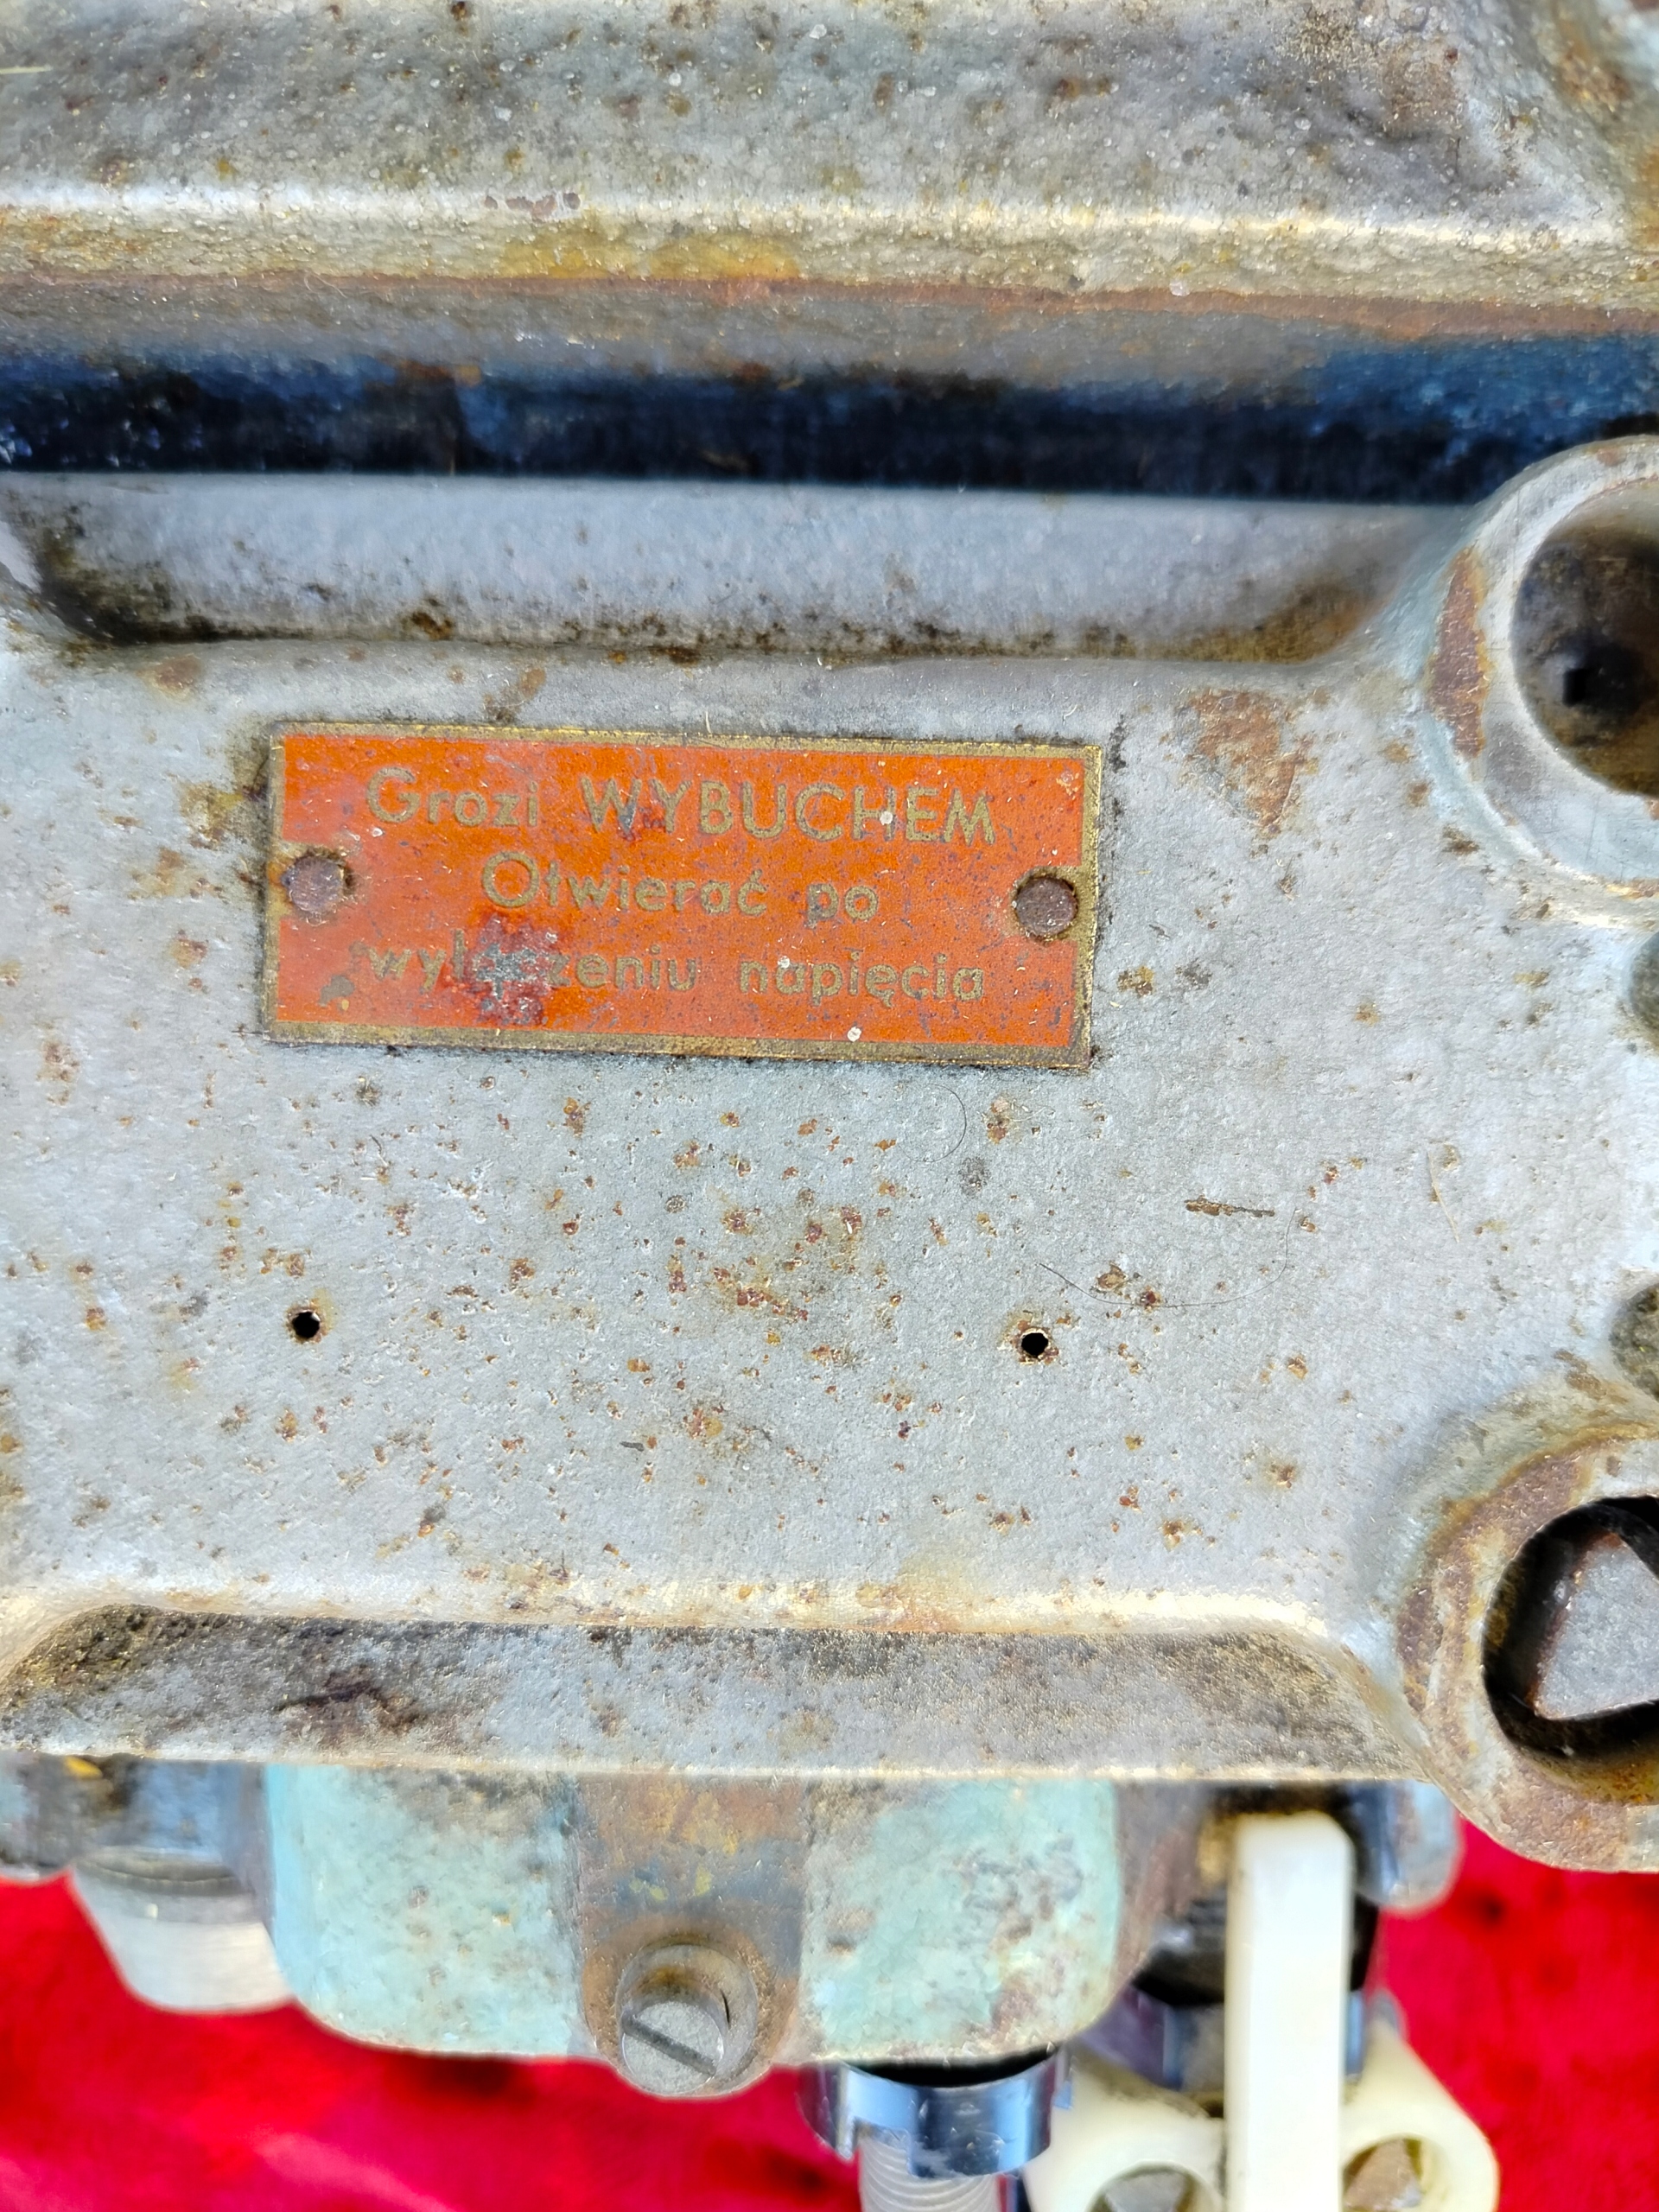 Grozi WYBUCHEM
Otwierać po
wyłączeniu napięcia